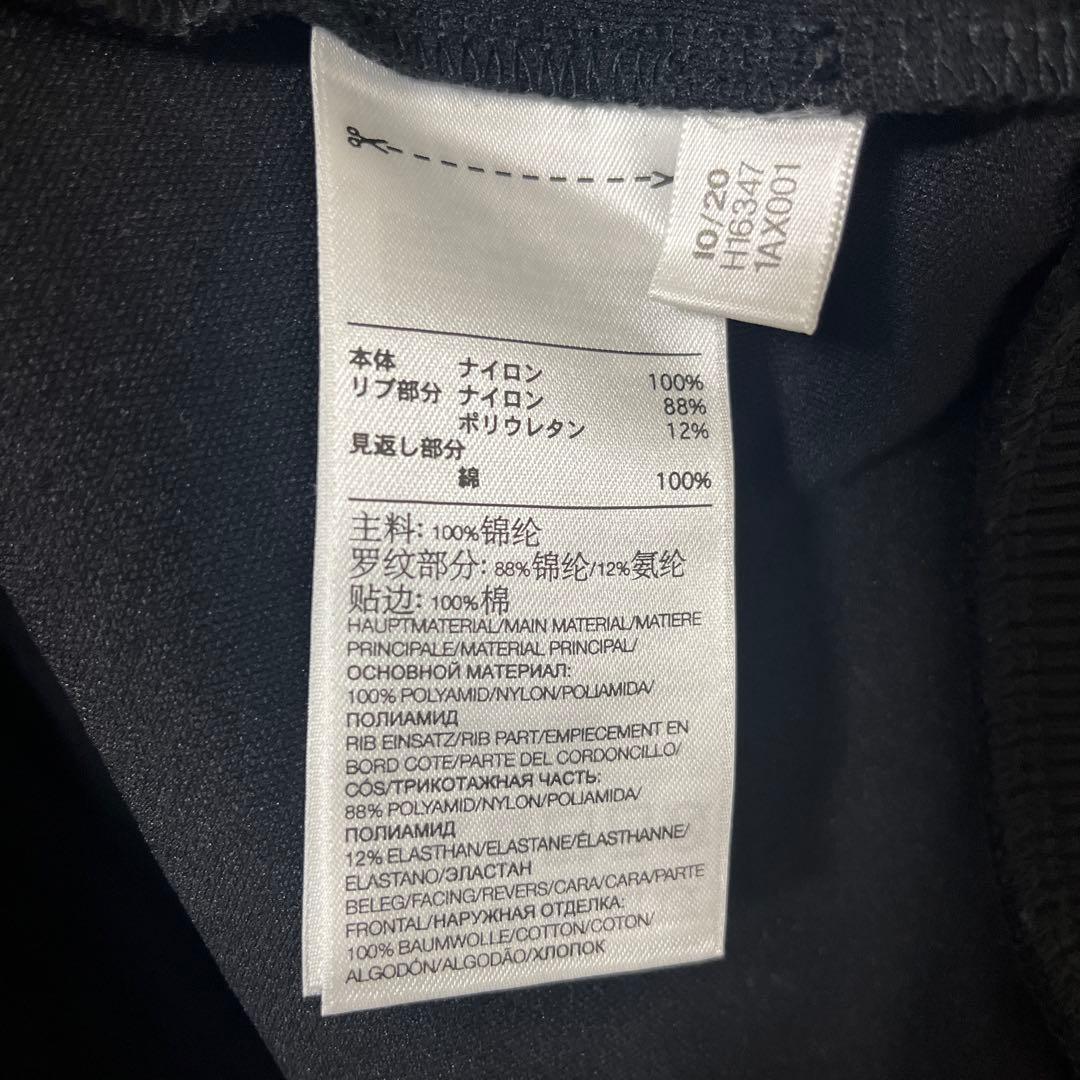 10/20
H16347
1AX001
本体 ナイロン 100%
リブ部分 ナイロン 88%
ポリウレタン 12%
見返し部分
綿 100%
主料: 100%锦纶
罗纹部分: 88%锦纶/12%氨纶
贴边: 100%棉
HAUPTMATERIAL/MAIN MATERIAL/MATIERE
PRINCIPALE/MATERIAL PRINCIPAL/
ОСНОВНОЙ МАТЕРИАЛ:
100% POLYAMID/NYLON/POLIAMIDA/
ПОЛИАМИД
RIB EINSATZ/RIB PART/EMPIECEMENT EN
BORD COTE/PARTE DEL CORDONCILLO/
CÓS/ТРИКОТАЖНАЯ ЧАСТЬ:
88% POLYAMID/NYLON/POLIAMIDA/
ПОЛИАМИД
12% ELASTHAN/ELASTANE/ÉLASTHANNE/
ELASTANO/ЭЛАСТАН
BELEG/FACING/REVERS/CARA/CARA/PARTE
FRONTAL/НАРУЖНАЯ ОТДЕЛКА:
100% BAUMWOLLE/COTTON/COTON/
ALGODÓN/ALGODÃO/ХЛОПОК